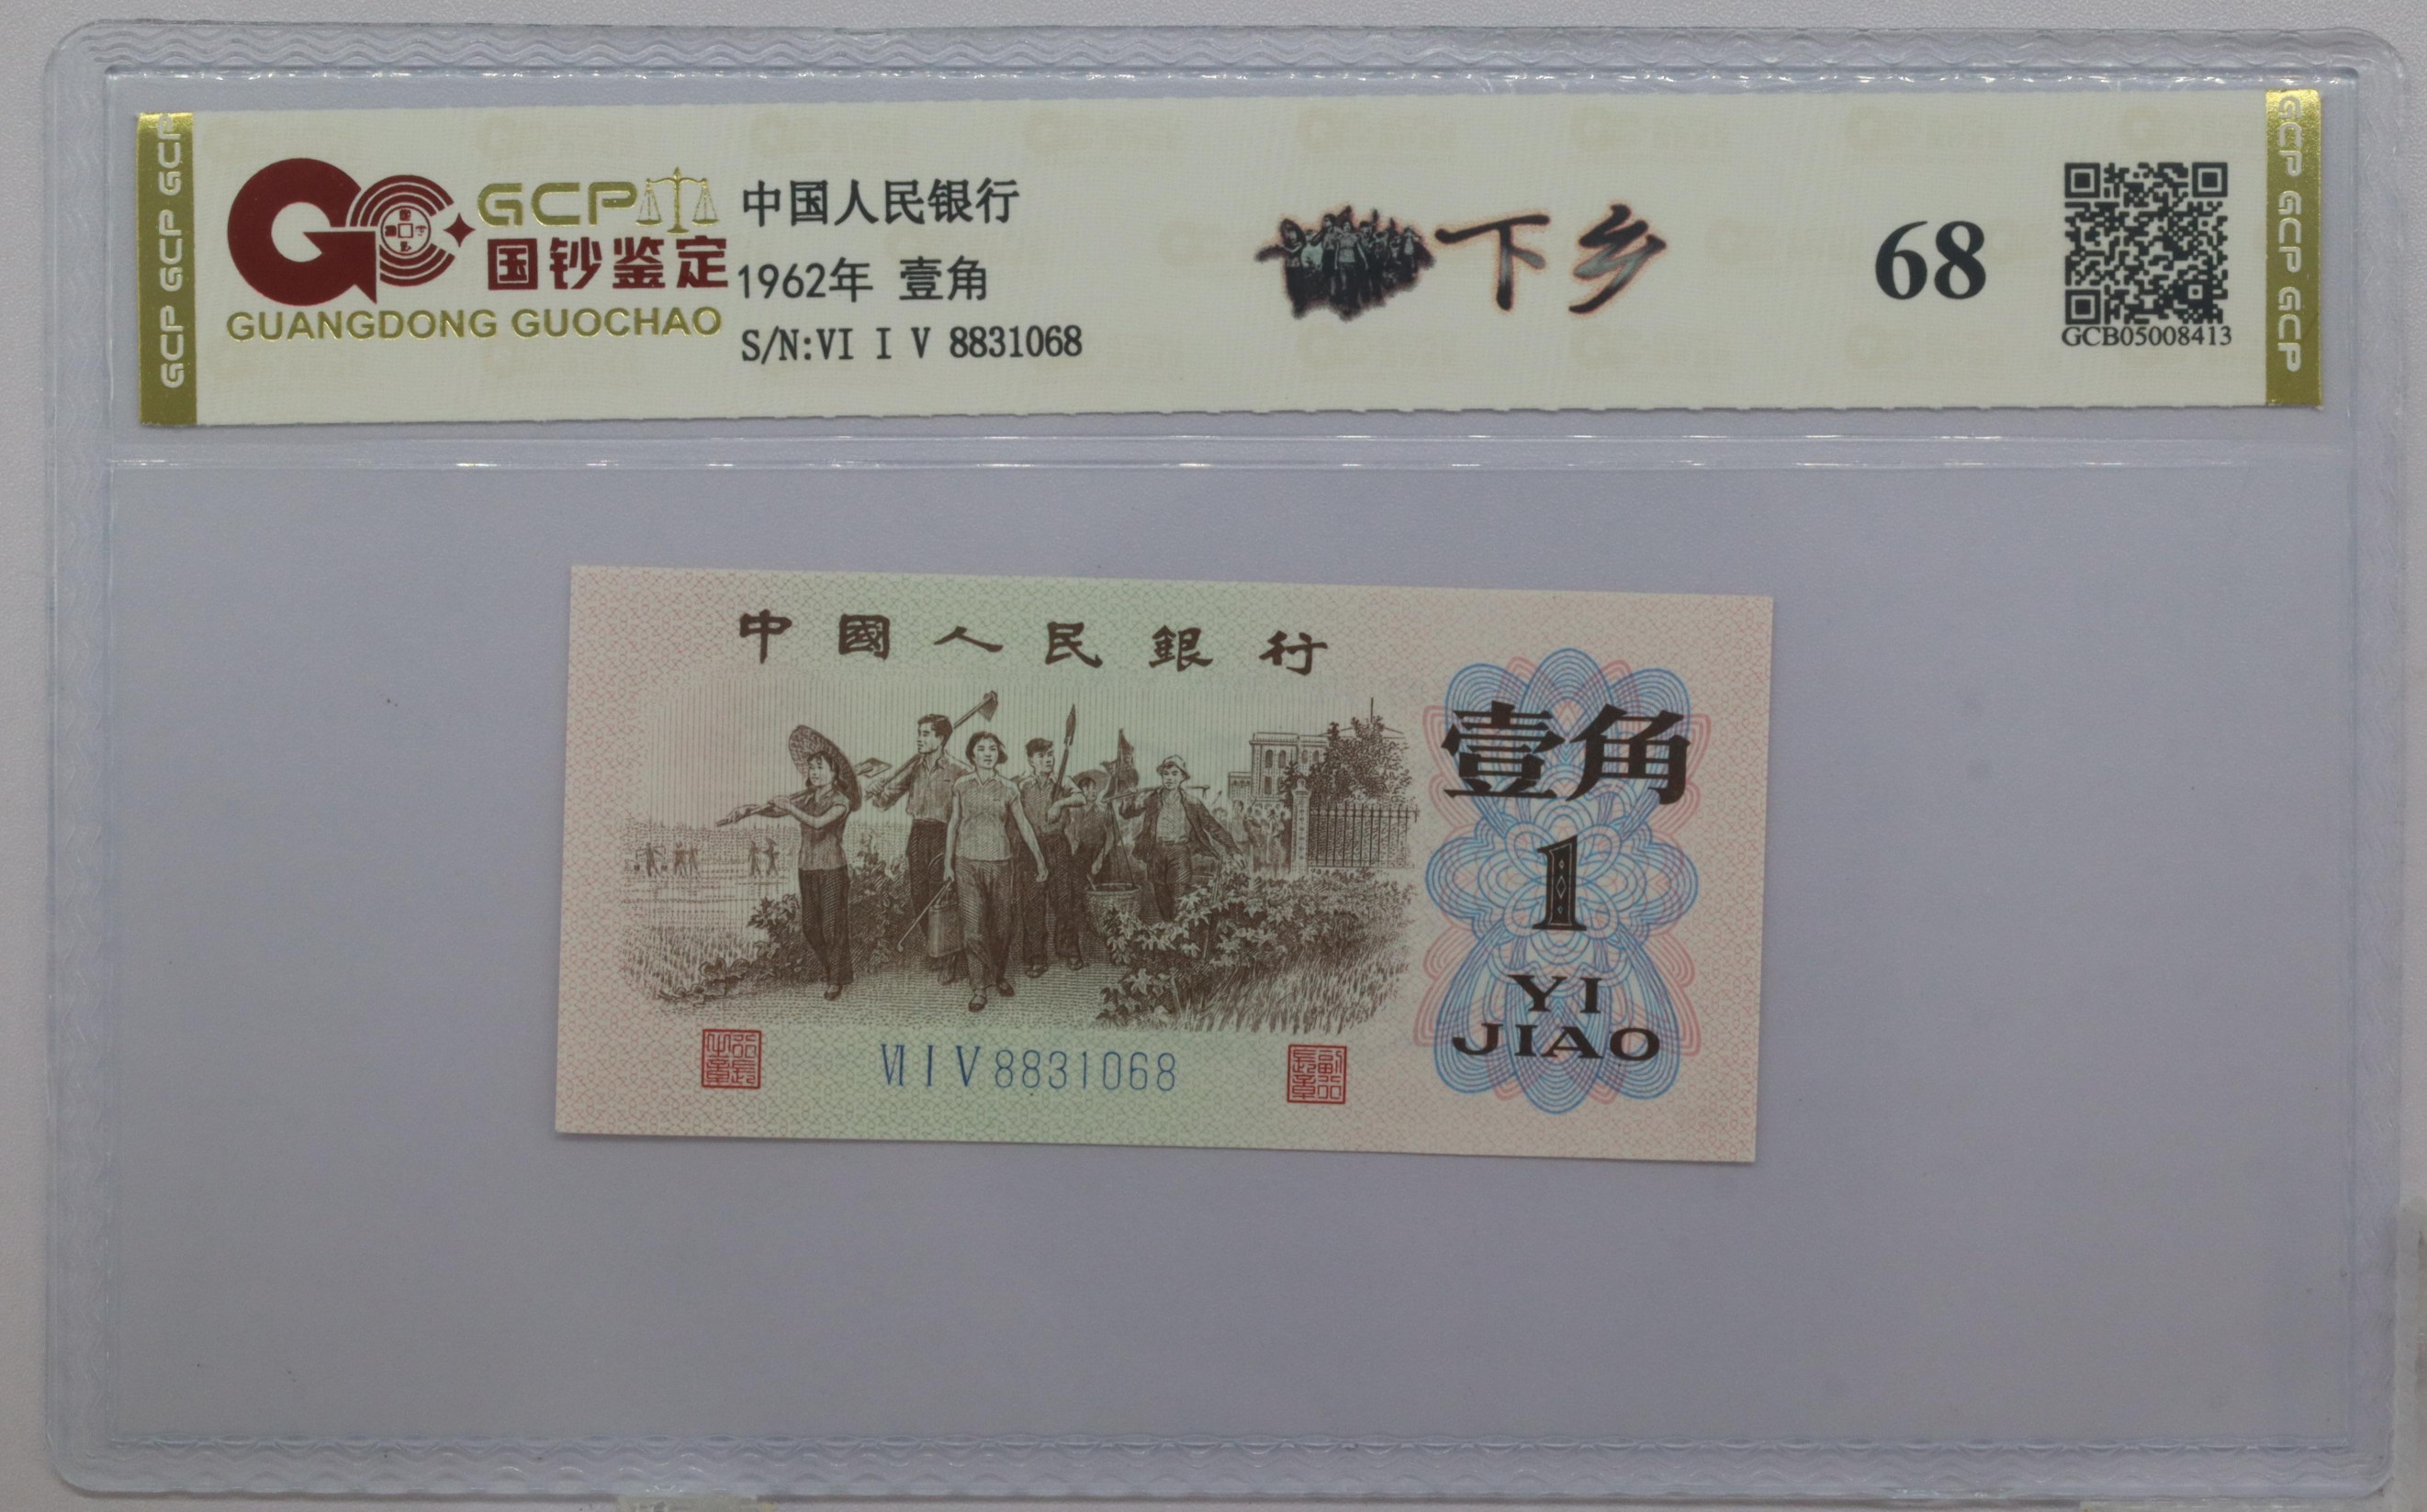 GCP GCP GCP
GCP
国钞鉴定
GUANGDONG GUOCHAO
中国人民银行
1962年 壹角
S/N:VI I V 8831068
下乡
68
GCB05008413
GCP GCP GCP
中國人民銀行
壹角
1
YI
JIAO
VI I V 8831068